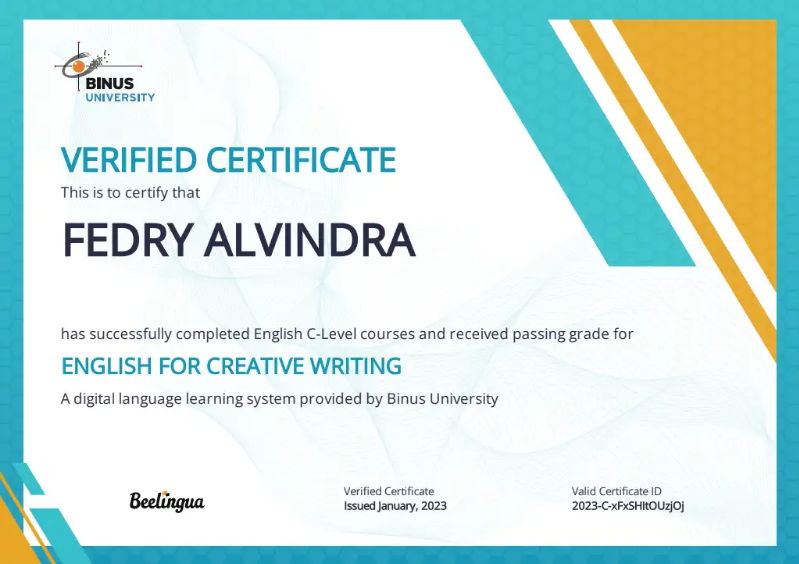 BINUS
UNIVERSITY
VERIFIED CERTIFICATE
This is to certify that
FEDRY ALVINDRA
has successfully completed English C-Level courses and received passing grade for
ENGLISH FOR CREATIVE WRITING
A digital language learning system provided by Binus University
Beelingua
Verified Certificate
Issued January, 2023
Valid Certificate ID
2023-C-xFxSHItOUzjOj